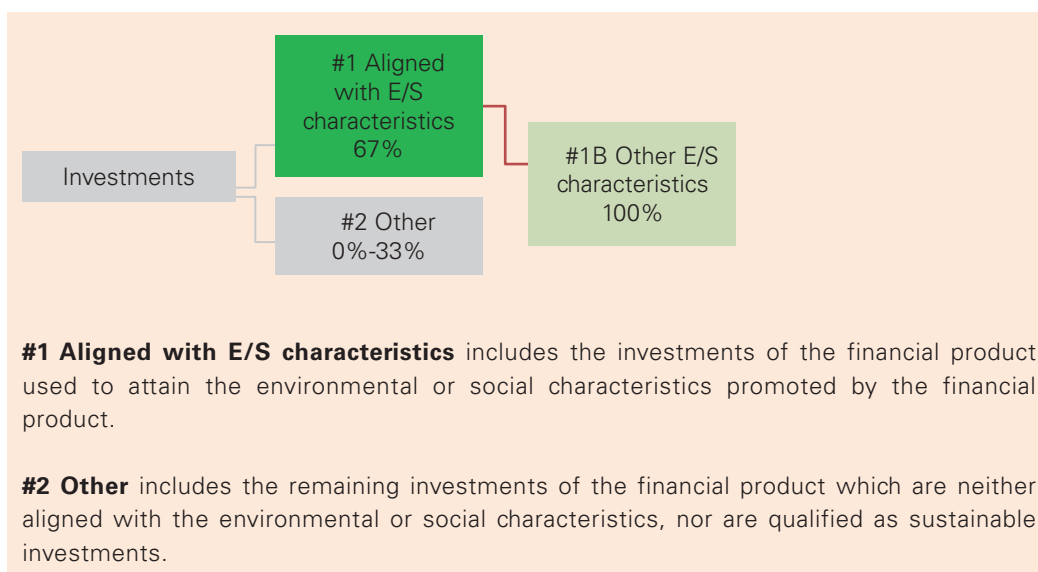 #1 Aligned
with E/S
characteristics
67%
#1B Other E/S
characteristics
100%
Investments
#2 Other
0%-33%
#1 Aligned with E/S characteristics includes the investments of the financial product
used to attain the environmental or social characteristics promoted by the financial
product.
#2 Other includes the remaining investments of the financial product which are neither
aligned with the environmental or social characteristics, nor are qualified as sustainable
investments.